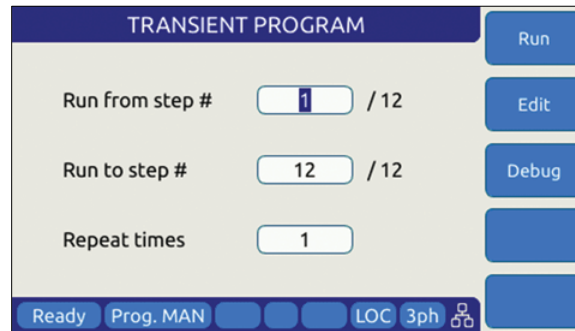 TRANSIENT PROGRAM
Run
Run from step # 1 / 12
Edit
Run to step # 12 / 12
Debug
Repeat times 1
Ready Prog. MAN LOC 3ph